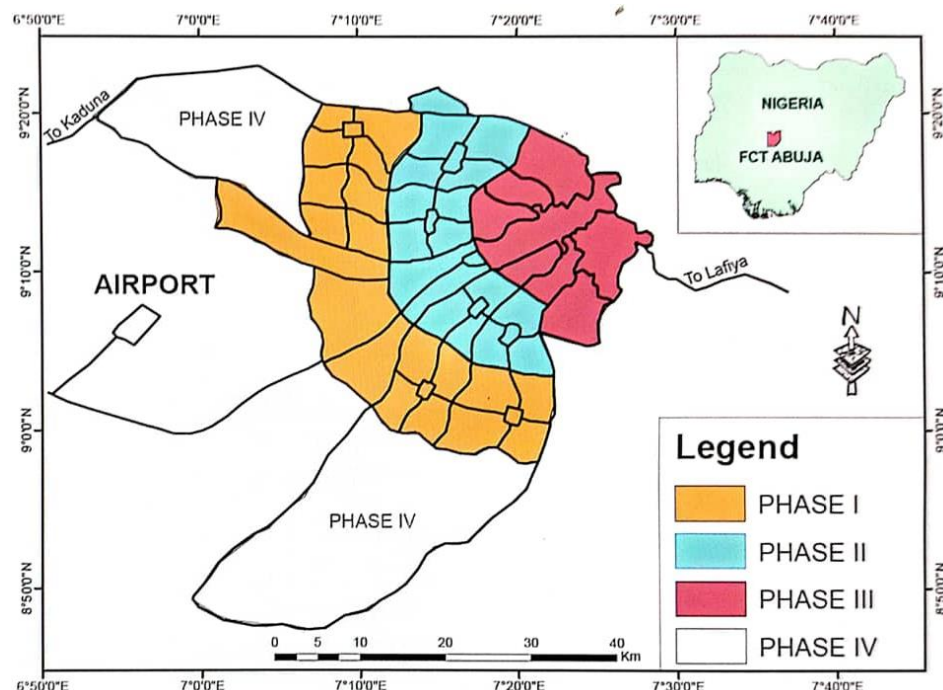 6°50'0"E 7°0'0"E 7°10'0"E 7°20'0"E 7°30'0"E 7°40'0"E
9°20'0"N
9°20'0"N
To Kaduna
PHASE IV
NIGERIA
FCT ABUJA
9°10'0"N
9°10'0"N
To Lafiya
AIRPORT
N
9°0'0"N
9°0'0"N
Legend
PHASE I
PHASE II
PHASE III
PHASE IV
PHASE IV
8°50'0"N
8°50'0"N
0 5 10 20 30 40
Km
6°50'0"E 7°0'0"E 7°10'0"E 7°20'0"E 7°30'0"E 7°40'0"E